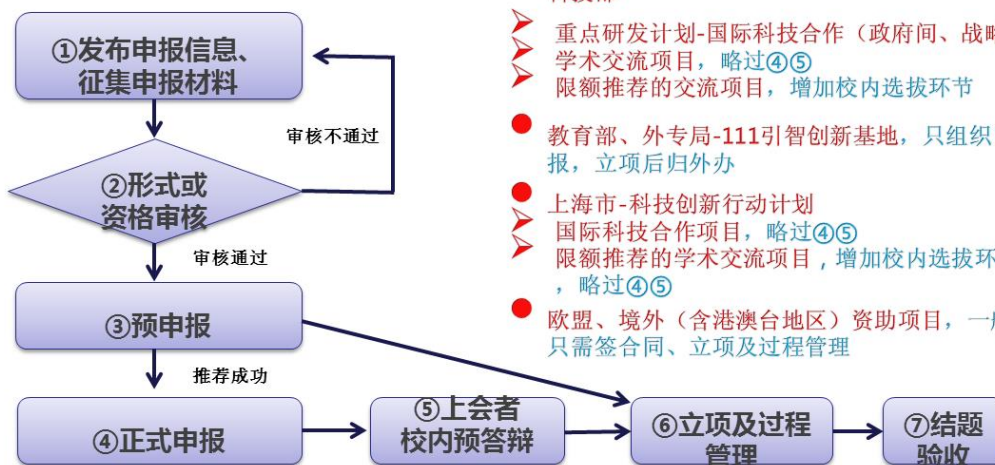 ①发布申报信息、
征集申报材料
审核不通过
②形式或
资格审核
审核通过
③预申报
推荐成功
④正式申报
⑤上会者
校内预答辩
⑥立项及过程
管理
⑦结题
验收
重点研发计划-国际科技合作（政府间、战略
学术交流项目，略过④⑤
限额推荐的交流项目，增加校内选拔环节
教育部、外专局-111引智创新基地，只组织
报，立项后归外办
上海市-科技创新行动计划
国际科技合作项目，略过④⑤
限额推荐的学术交流项目，增加校内选拔环
，略过④⑤
欧盟、境外（含港澳台地区）资助项目，一般
只需签合同、立项及过程管理